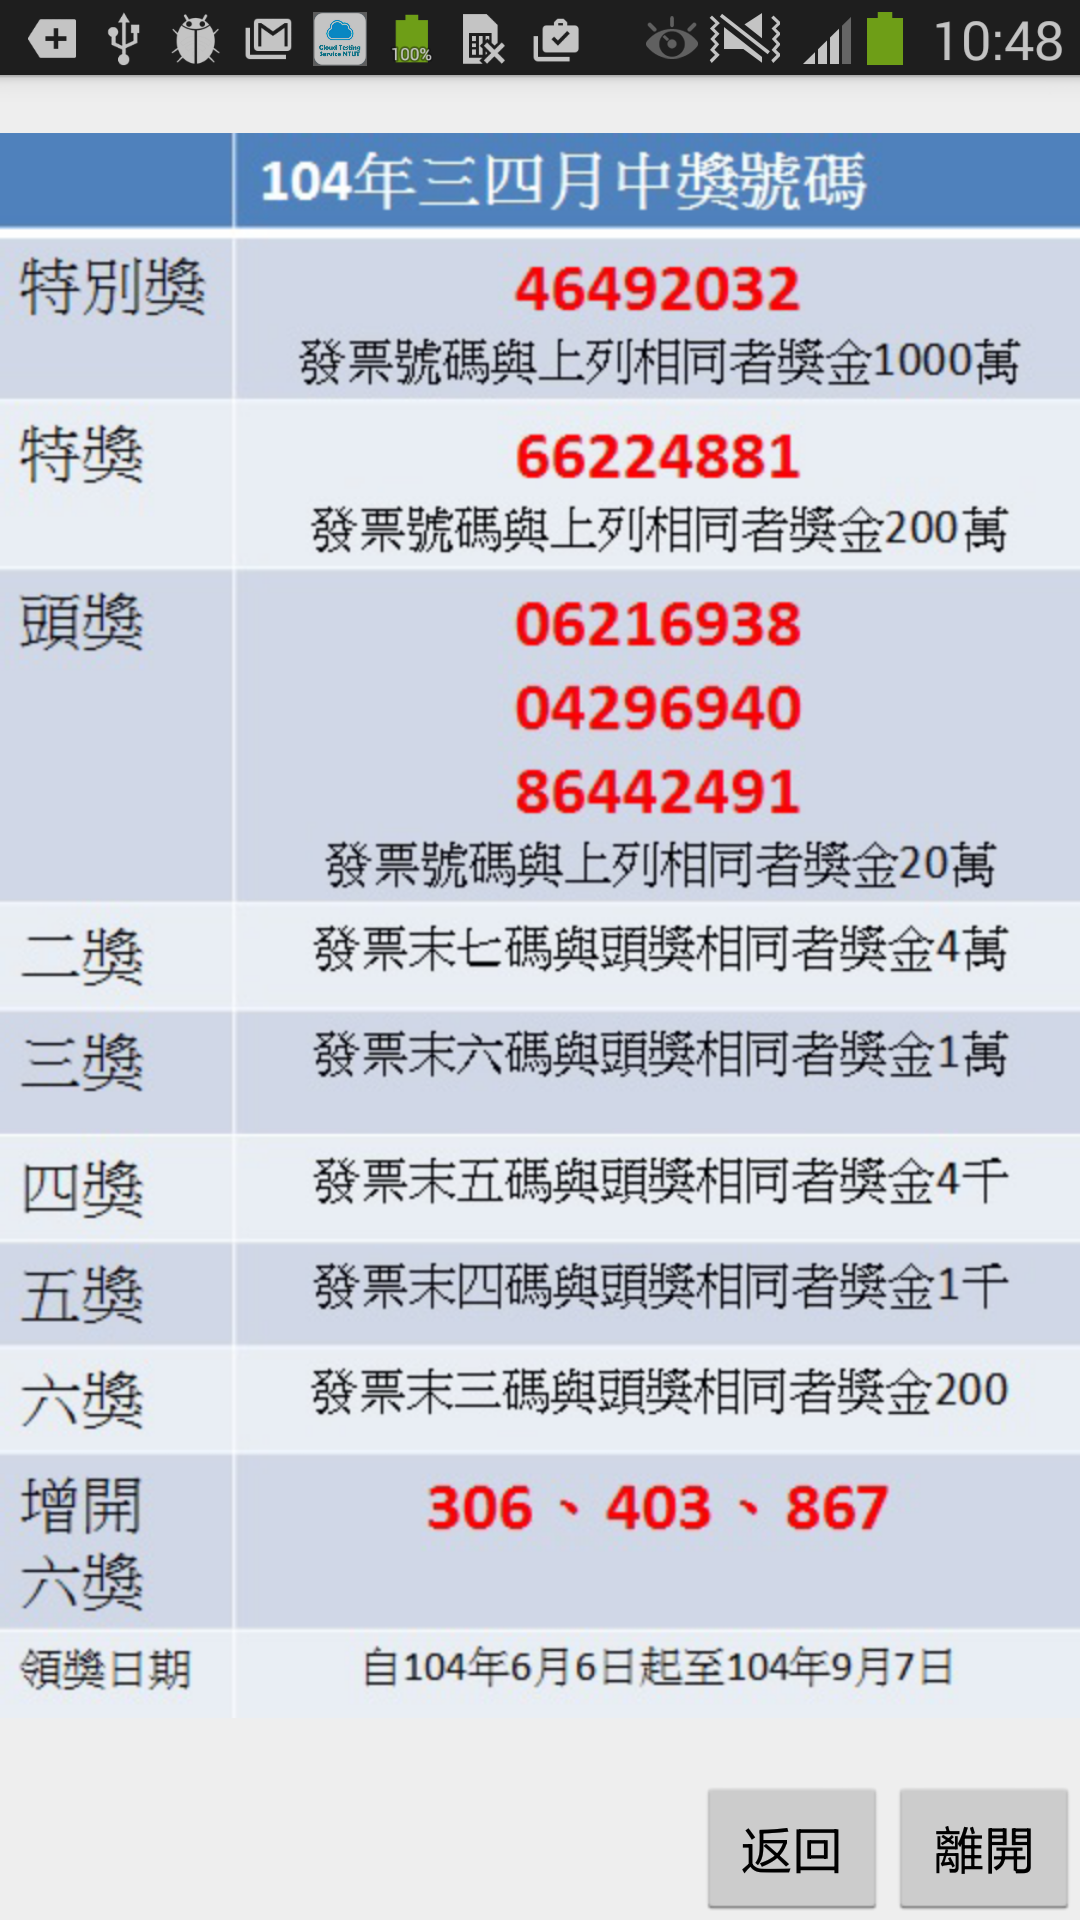 Cloud Testing
Service NTUT
100%
10:48
104年三四月中獎號碼
特別獎
46492032
發票號碼與上列相同者獎金1000萬
特獎
66224881
發票號碼與上列相同者獎金200萬
頭獎
06216938
04296940
86442491
發票號碼與上列相同者獎金20萬
二獎
發票末七碼與頭獎相同者獎金4萬
三獎
發票末六碼與頭獎相同者獎金1萬
四獎
發票末五碼與頭獎相同者獎金4千
五獎
發票末四碼與頭獎相同者獎金1千
六獎
發票末三碼與頭獎相同者獎金200
增開
六獎
306、403、867
領獎日期
自104年6月6日起至104年9月7日
返回
離開